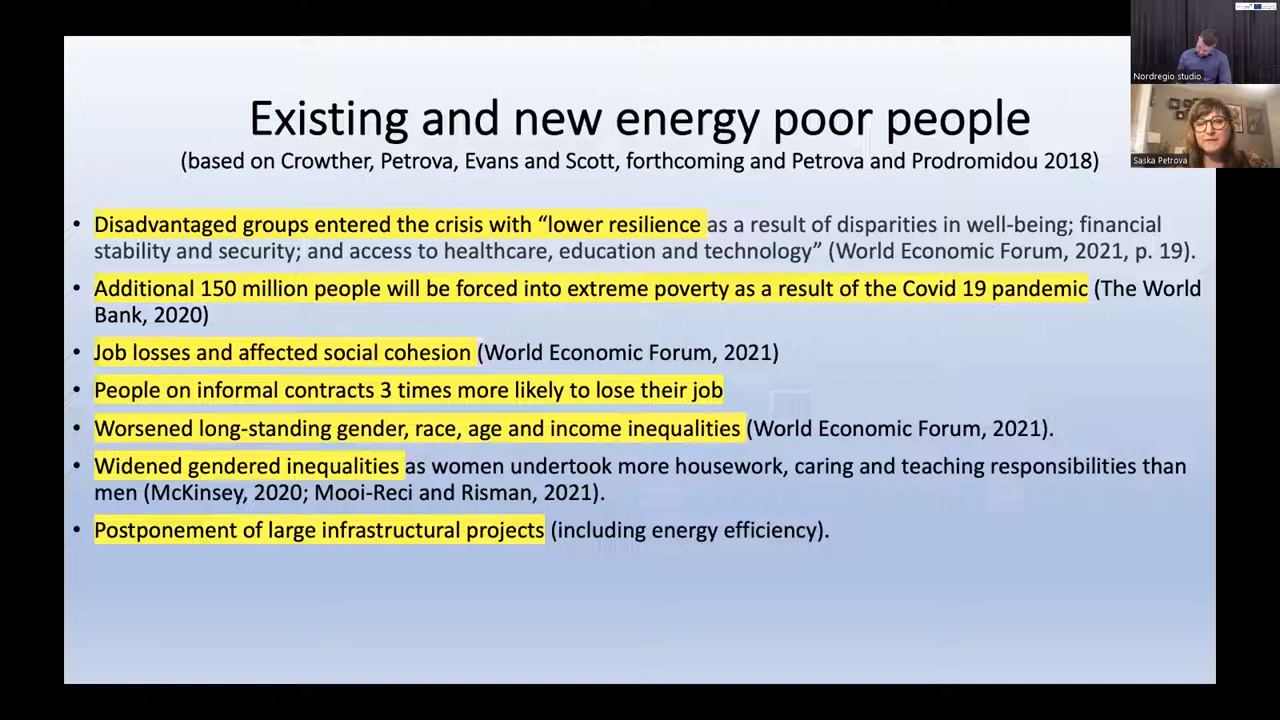 Existing and new energy poor people
(based on Crowther, Petrova, Evans and Scott, forthcoming and Petrova and Prodromidou 2018)
• Disadvantaged groups entered the crisis with “lower resilience as a result of disparities in well-being; financial
stability and security; and access to healthcare, education and technology” (World Economic Forum, 2021, p. 19).
• Additional 150 million people will be forced into extreme poverty as a result of the Covid 19 pandemic (The World
Bank, 2020)
• Job losses and affected social cohesion (World Economic Forum, 2021)
• People on informal contracts 3 times more likely to lose their job
• Worsened long-standing gender, race, age and income inequalities (World Economic Forum, 2021).
• Widened gendered inequalities as women undertook more housework, caring and teaching responsibilities than
men (McKinsey, 2020; Mooi-Reci and Risman, 2021).
• Postponement of large infrastructural projects (including energy efficiency).
Nordregio studio
Saska Petrova